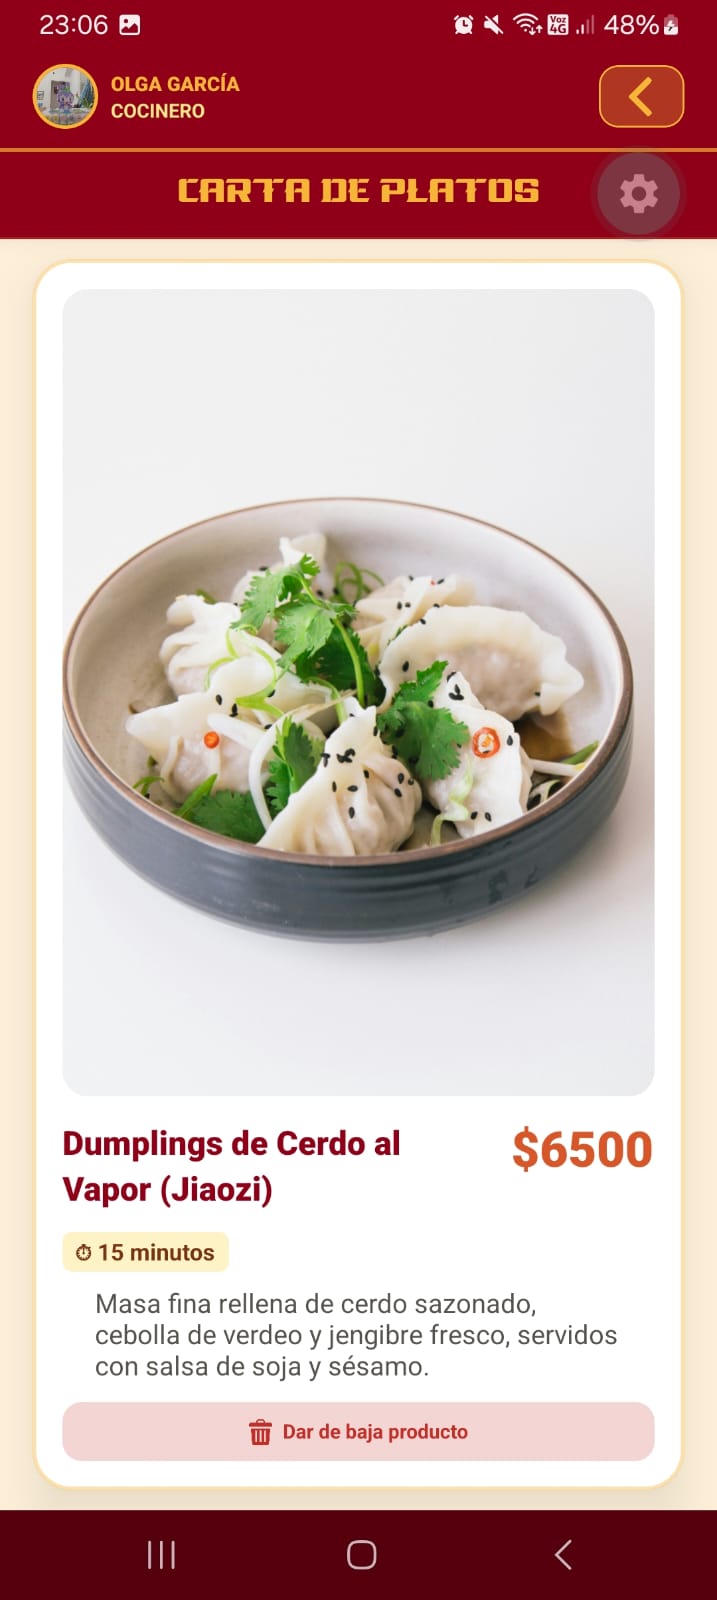 23:06
Voz
4G
48%
OLGA GARCÍA
COCINERO
CARTA DE PLATOS
Dumplings de Cerdo al
Vapor (Jiaozi)
$6500
15 minutos
Masa fina rellena de cerdo sazonado,
cebolla de verdeo y jengibre fresco, servidos
con salsa de soja y sésamo.
Dar de baja producto